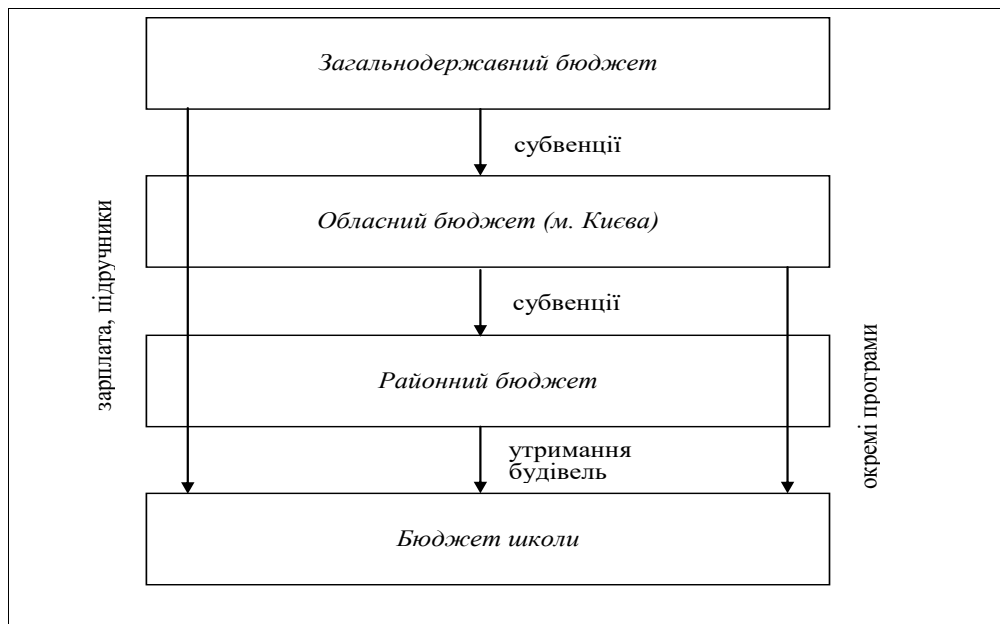 Загальнодержавний бюджет
субвенції
Обласний бюджет (м. Києва)
зарплата, підручники
субвенції
окремі програми
Районний бюджет
утримання
будівель
Бюджет школи